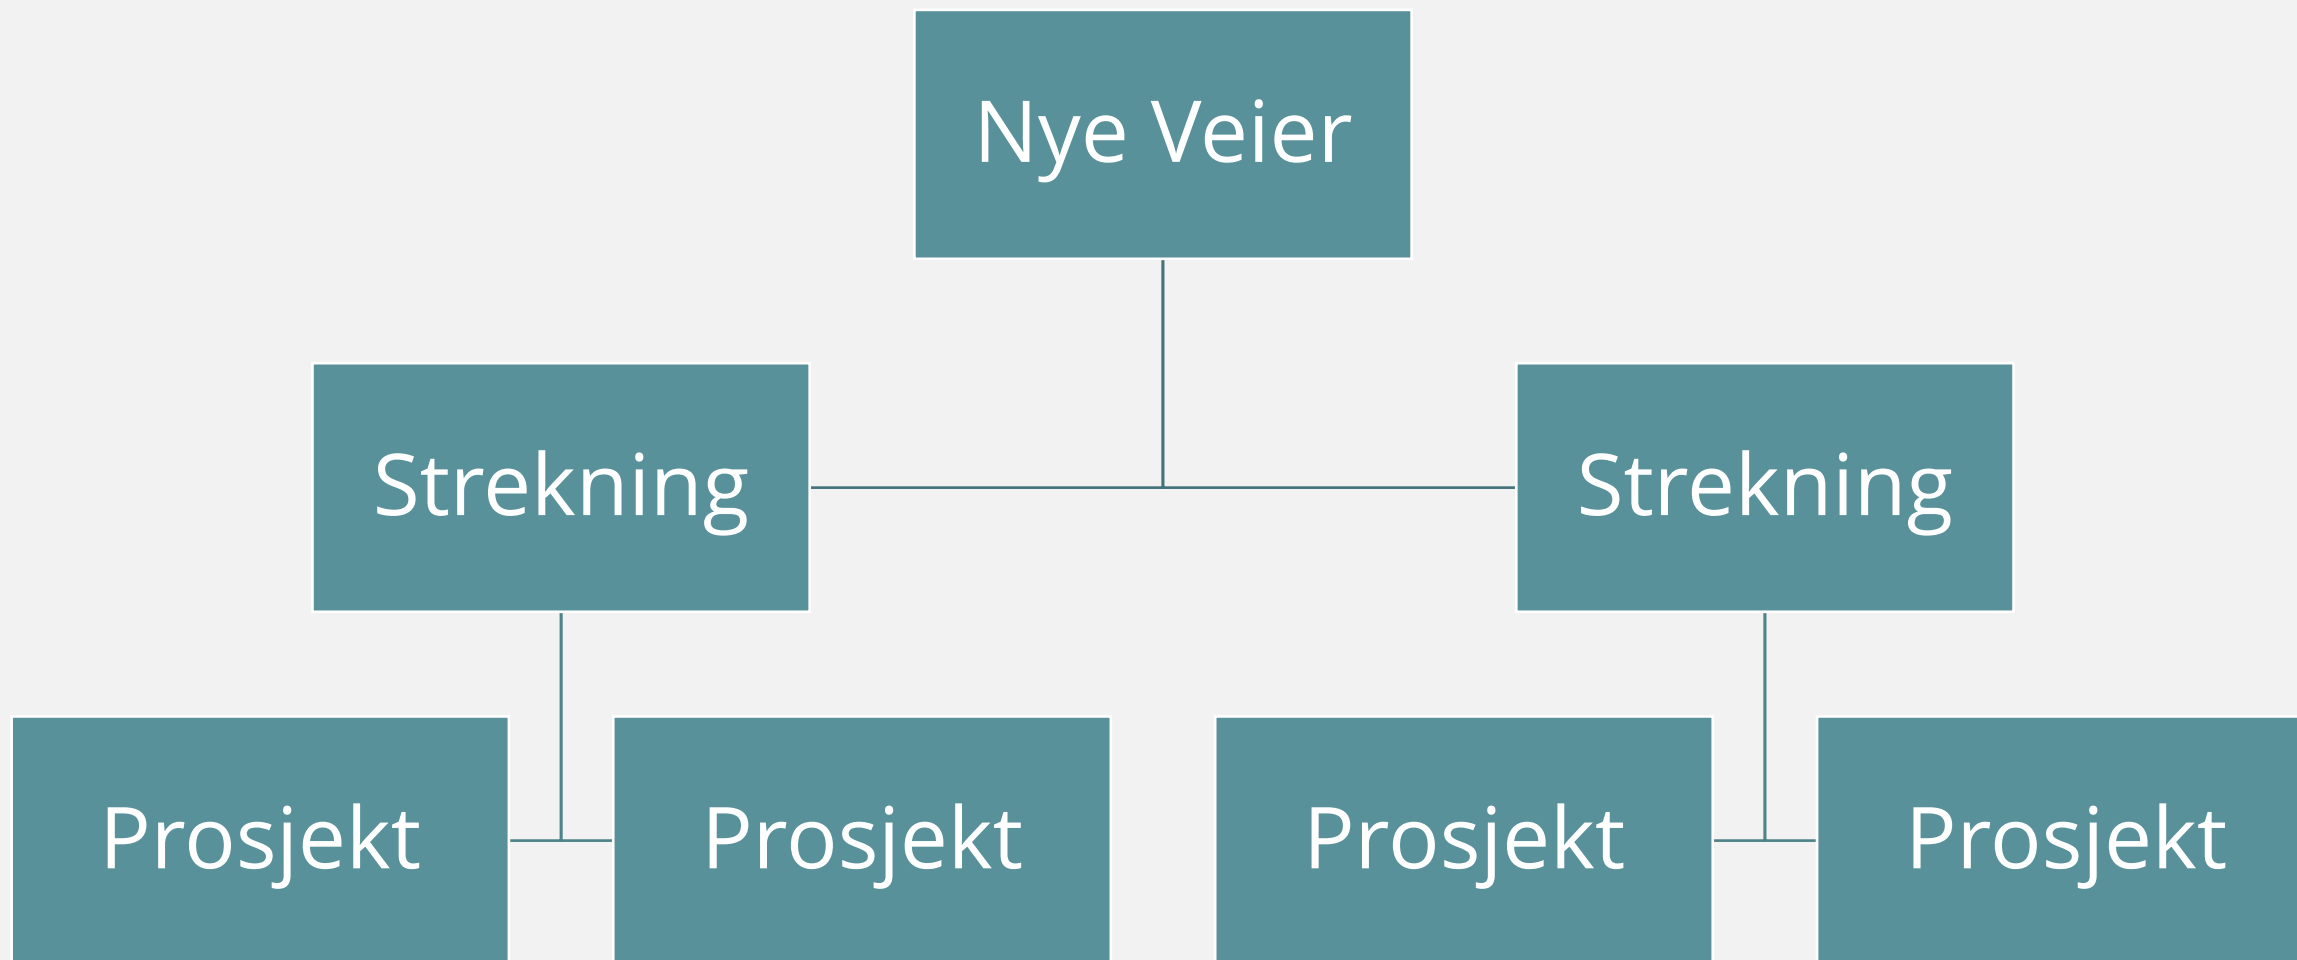 Nye Veier
Strekning
Strekning
Prosjekt
Prosjekt
Prosjekt
Prosjekt